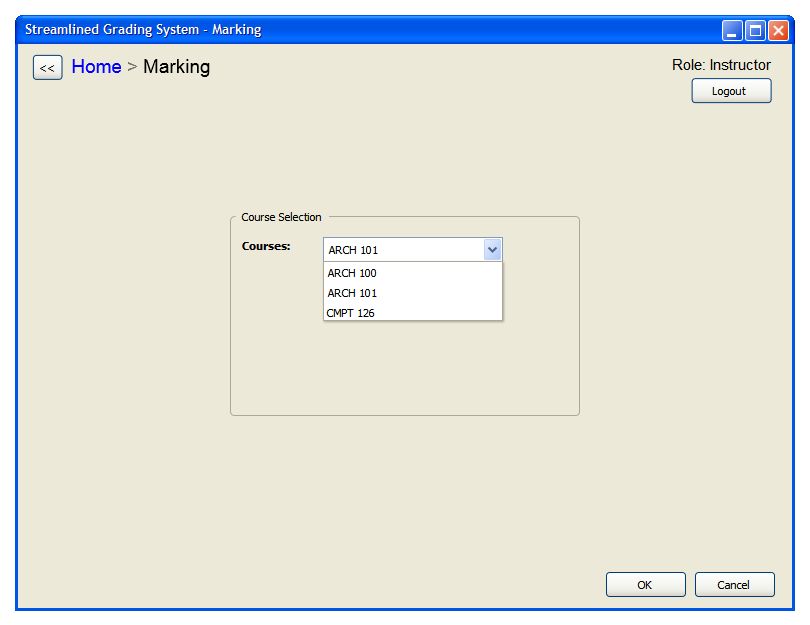 Streamlined Grading System - Marking
<< Home > Marking
Role: Instructor
Logout
Course Selection
Courses:
ARCH 101
ARCH 100
ARCH 101
CMPT 126
OK
Cancel